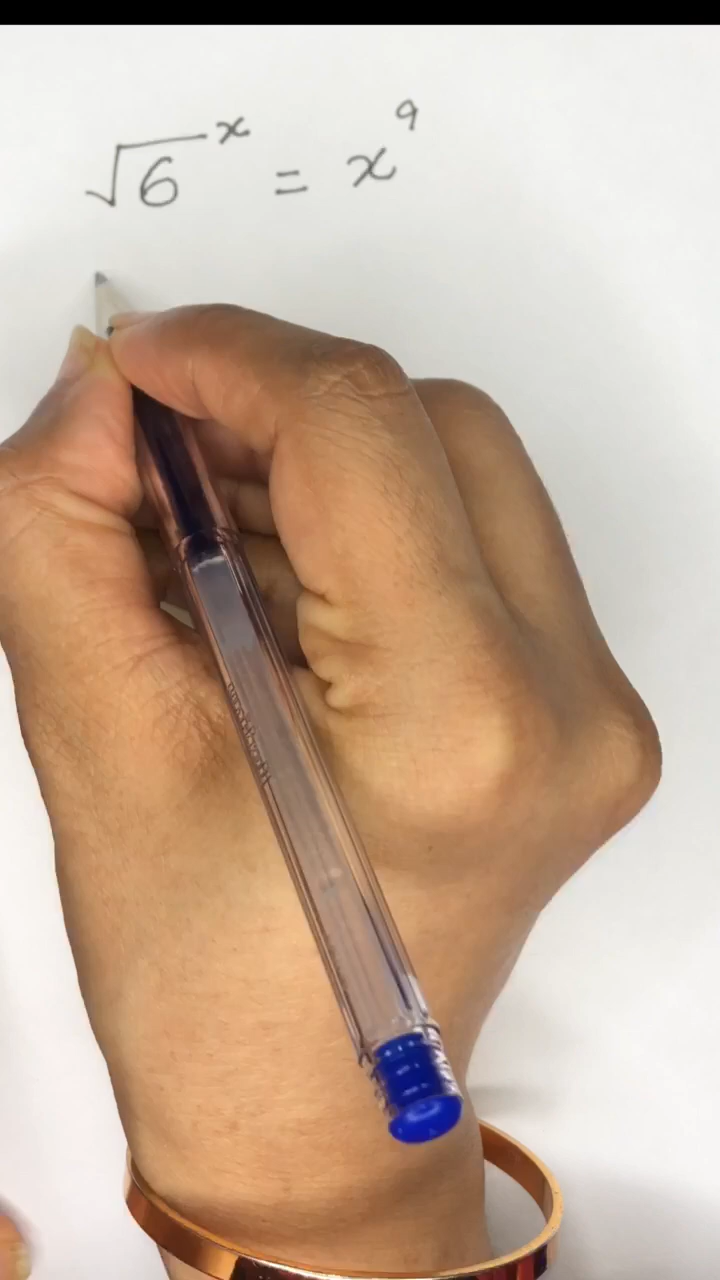 √6^x = x^9